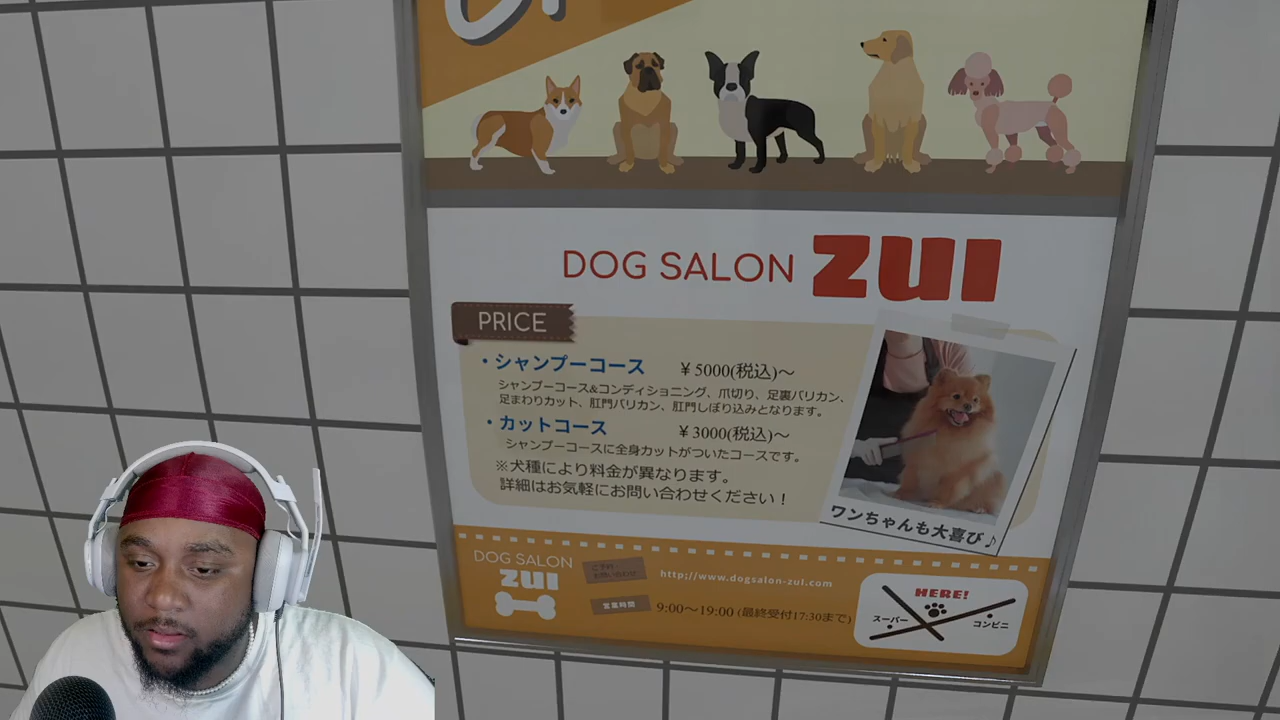 DOG SALON ZUI
PRICE
・シャンプーコース ¥5000(税込)～
シャンプーコース&コンディショニング、爪切り、足裏バリカン、
足まわりカット、肛門バリカン、肛門しぼり込みとなります。
・カットコース ¥3000(税込)～
シャンプーコースに全身カットがついたコースです。
※犬種により料金が異なります。
詳細はお気軽にお問い合わせください！
ワンちゃんも大喜び♪
DOG SALON
ZUI
ご予約
お問い合わせ
http://www.dogsalon-zui.com
営業時間
9:00～19:00 (最終受付17:30まで)
HERE!
スーパー
コンビニ